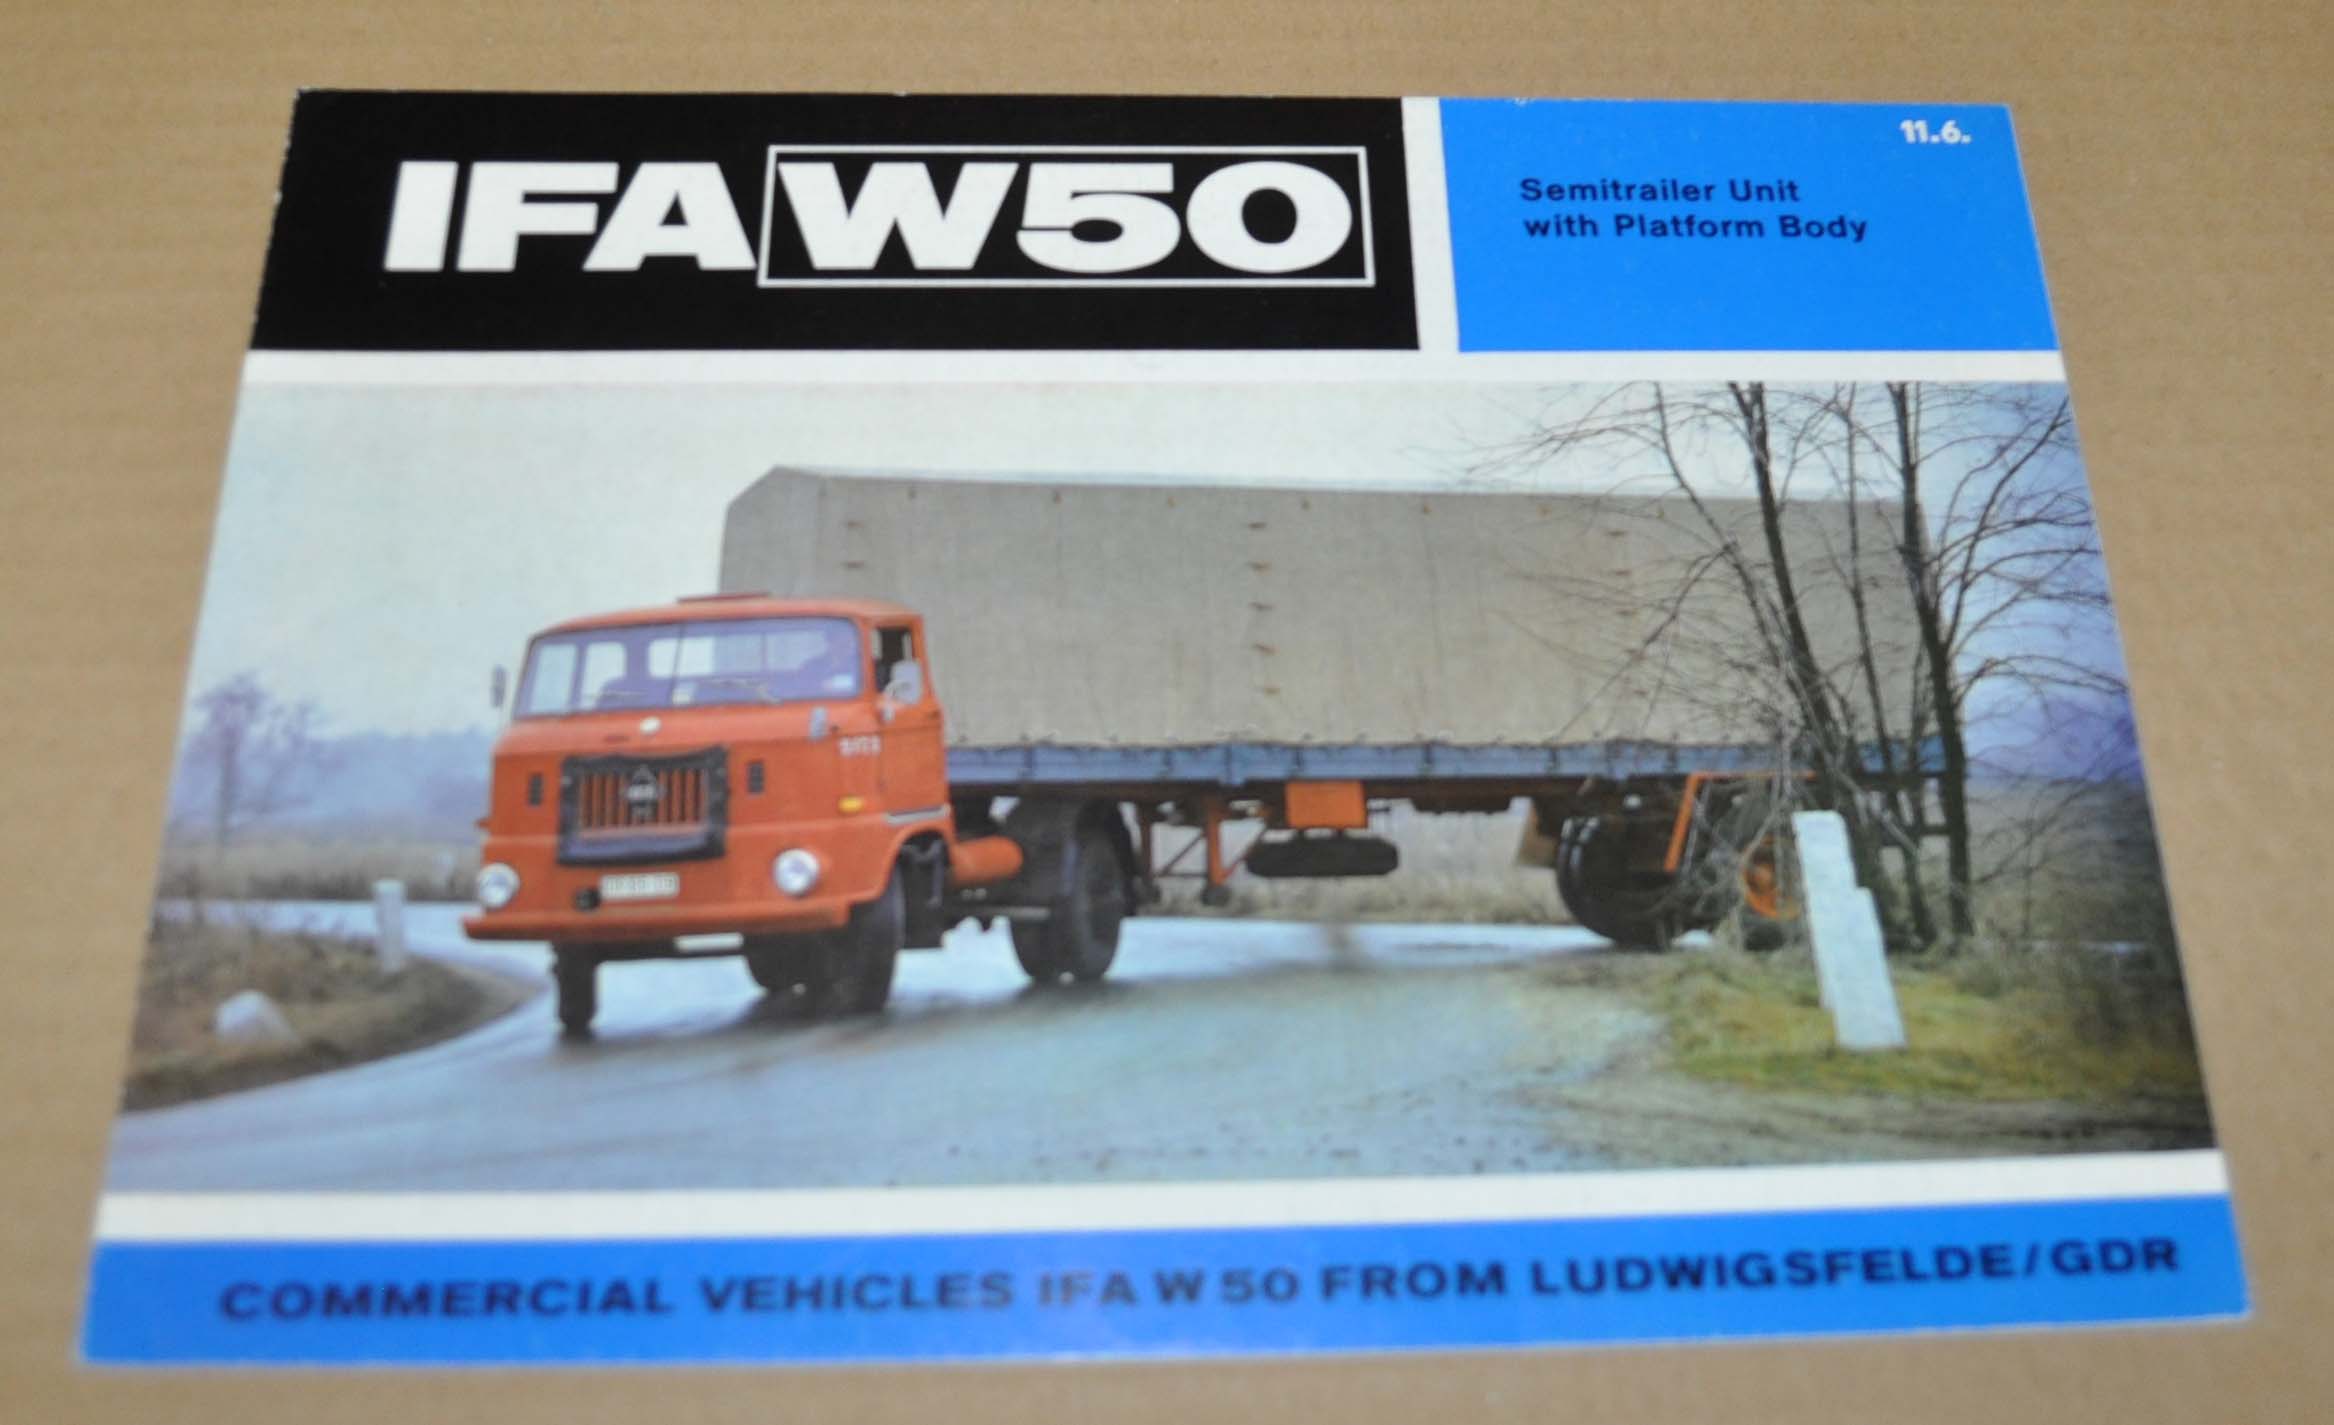 IFA W50
11.6.
Semitrailer Unit
with Platform Body
COMMERCIAL VEHICLES IFA W 50 FROM LUDWIGSFELDE/GDR